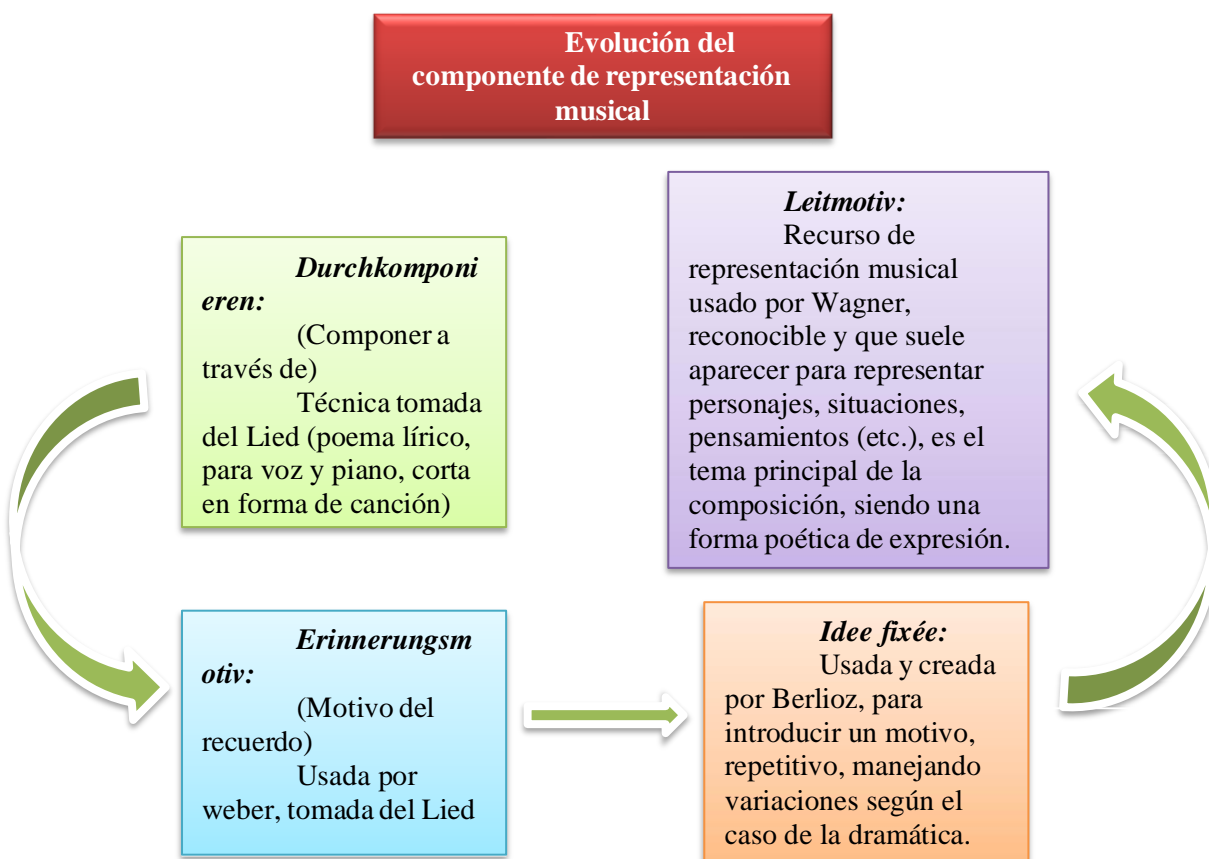 Evolución del
componente de representación
musical
Durchkomponi
eren:
(Componer a
través de)
Técnica tomada
del Lied (poema lírico,
para voz y piano, corta
en forma de canción)
Erinnerungsm
otiv:
(Motivo del
recuerdo)
Usada por
weber, tomada del Lied
Idee fixée:
Usada y creada
por Berlioz, para
introducir un motivo,
repetitivo, manejando
variaciones según el
caso de la dramática.
Leitmotiv:
Recurso de
representación musical
usado por Wagner,
reconocible y que suele
aparecer para representar
personajes, situaciones,
pensamientos (etc.), es el
tema principal de la
composición, siendo una
forma poética de expresión.